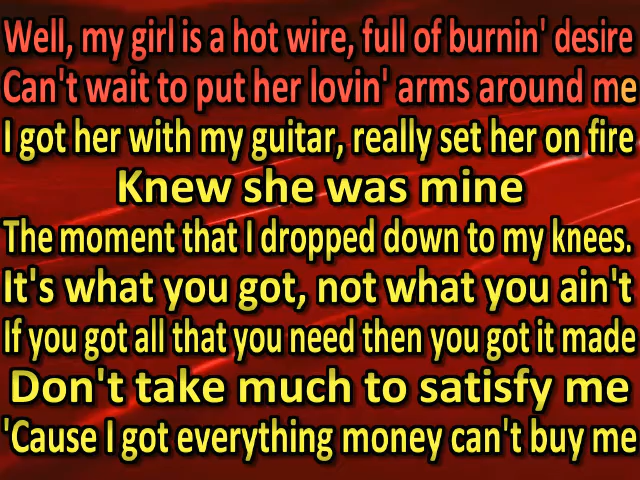 Well, my girl is a hot wire, full of burnin' desire
Can't wait to put her lovin' arms around me
I got her with my guitar, really set her on fire
Knew she was mine
The moment that I dropped down to my knees.
It's what you got, not what you ain't
If you got all that you need then you got it made
Don't take much to satisfy me
'Cause I got everything money can't buy me